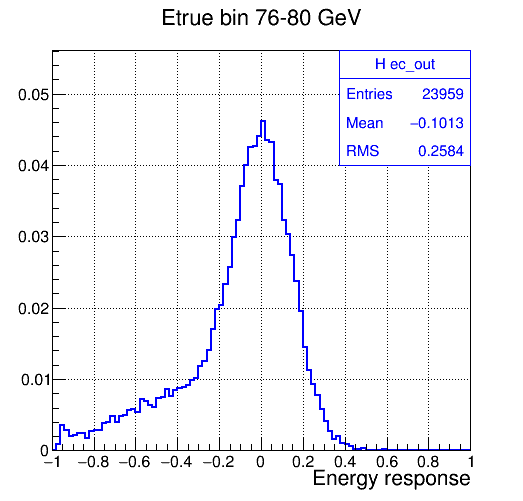 Etrue bin 76-80 GeV
H ec_out
Entries 23959
Mean −0.1013
RMS 0.2584
0.05
0.04
0.03
0.02
0.01
0
−1 −0.8 −0.6 −0.4 −0.2 0 0.2 0.4 0.6 0.8 1
Energy response